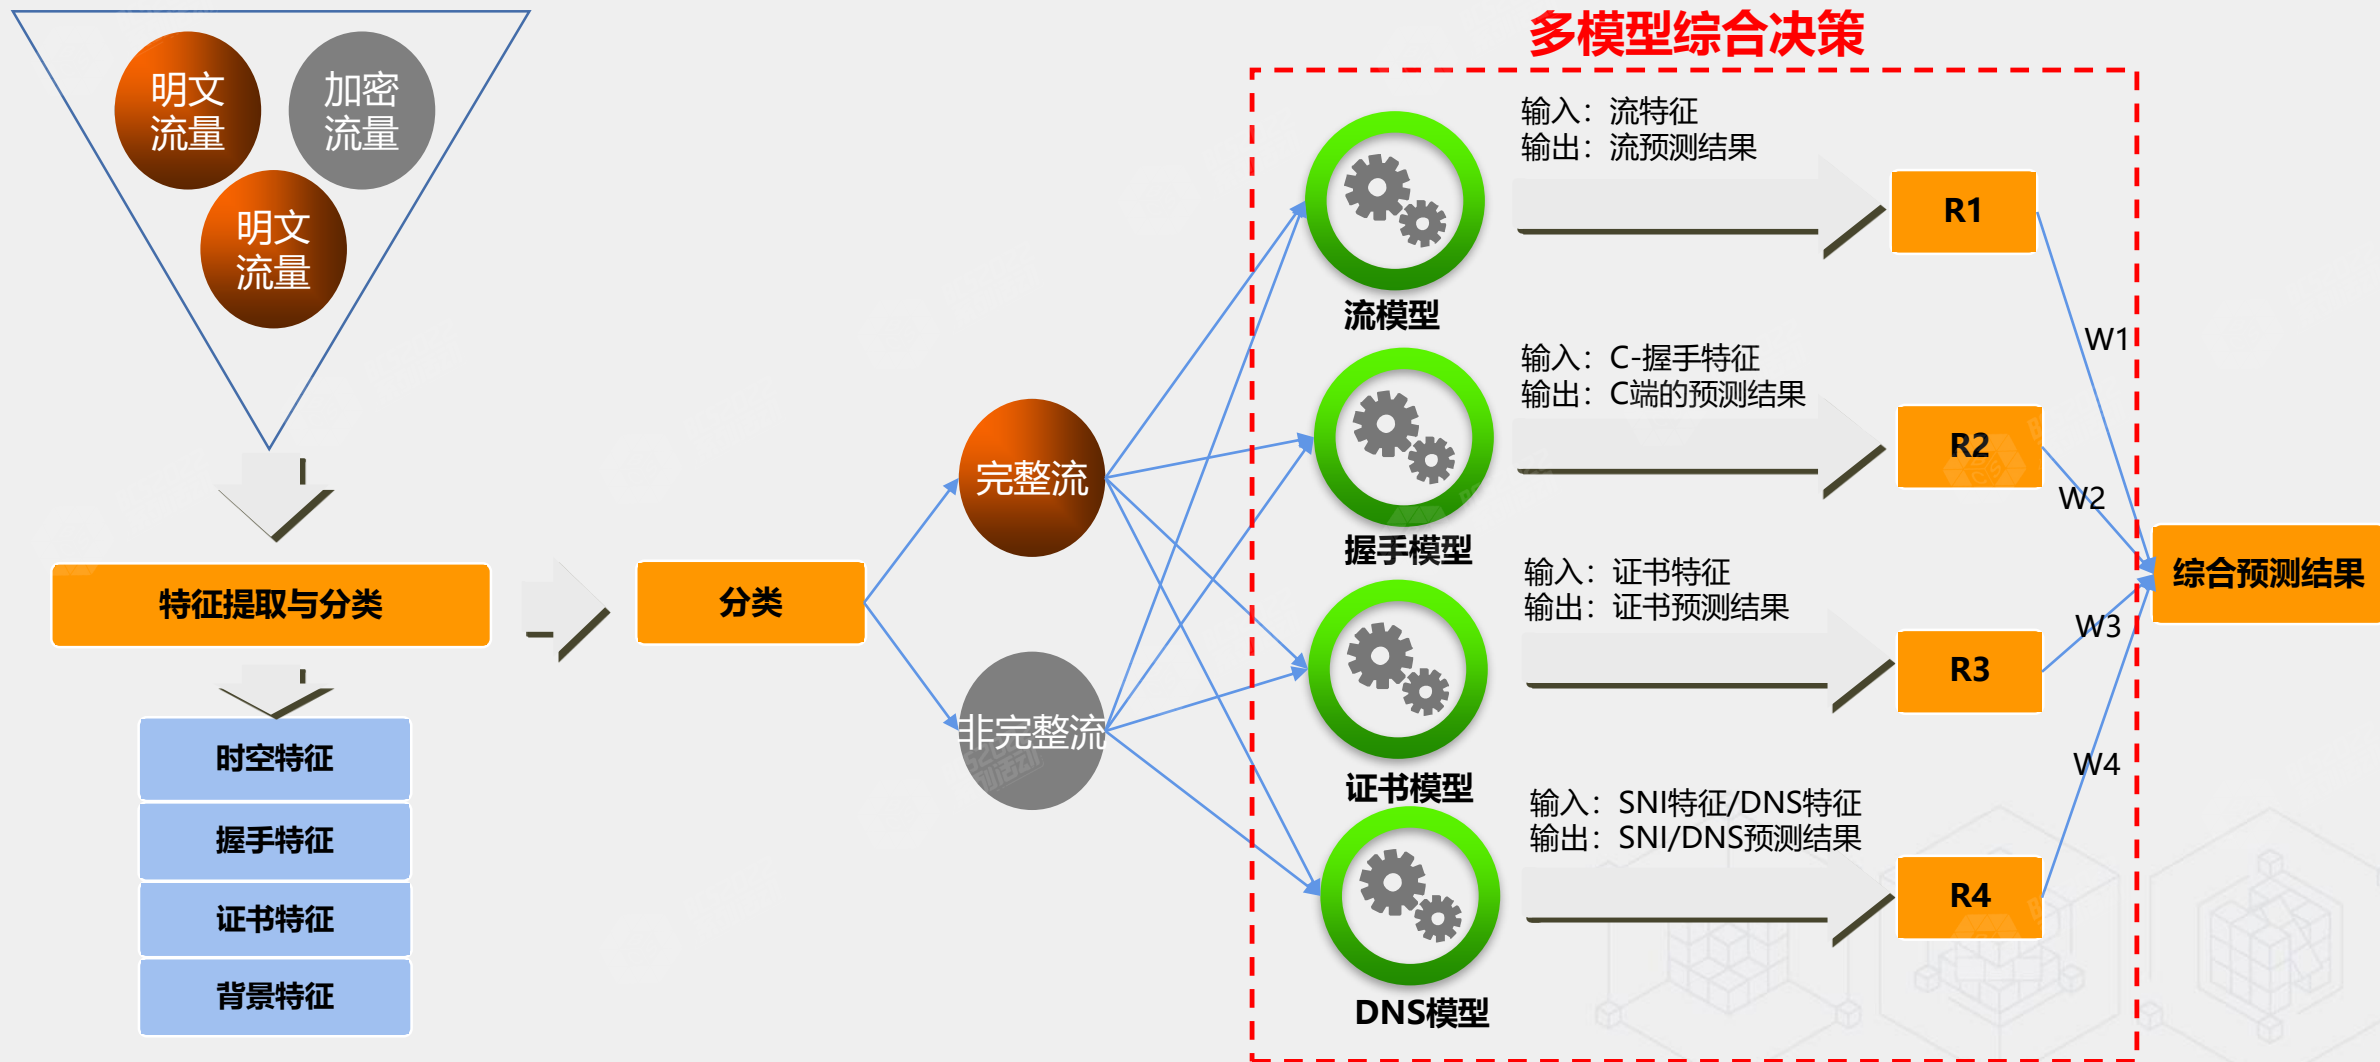 多模型综合决策
明文
流量
加密
流量
明文
流量
特征提取与分类
时空特征
握手特征
证书特征
背景特征
分类
完整流
非完整流
输入：流特征
输出：流预测结果
流模型
R1
W1
输入：C-握手特征
输出：C端的预测结果
握手模型
R2
W2
输入：证书特征
输出：证书预测结果
证书模型
R3
W3
输入：SNI特征/DNS特征
输出：SNI/DNS预测结果
DNS模型
R4
W4
综合预测结果